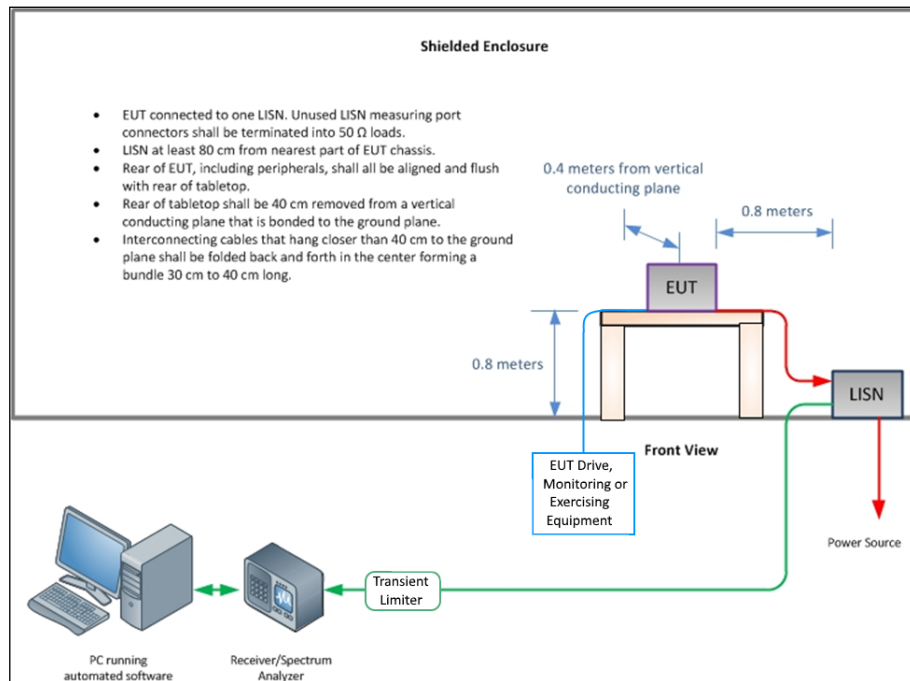 Shielded Enclosure
• EUT connected to one LISN. Unused LISN measuring port
connectors shall be terminated into 50 Ω loads.
• LISN at least 80 cm from nearest part of EUT chassis.
• Rear of EUT, including peripherals, shall all be aligned and flush
with rear of tabletop.
• Rear of tabletop shall be 40 cm removed from a vertical
conducting plane that is bonded to the ground plane.
• Interconnecting cables that hang closer than 40 cm to the ground
plane shall be folded back and forth in the center forming a
bundle 30 cm to 40 cm long.
0.4 meters from vertical
conducting plane
0.8 meters
EUT
0.8 meters
LISN
Front View
EUT Drive,
Monitoring or
Exercising
Equipment
Power Source
Transient
Limiter
PC running
automated software
Receiver/Spectrum
Analyzer